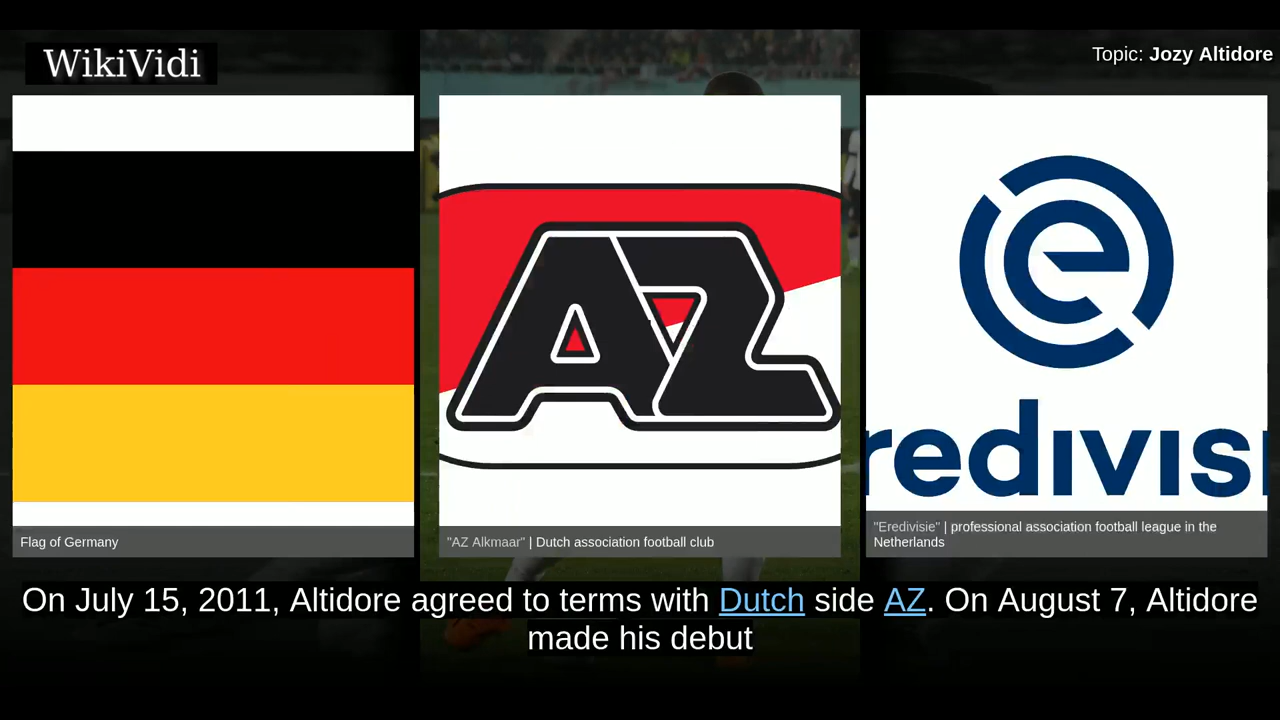 WikiVidi
Topic: Jozy Altidore
AZ
e
redivisi
Flag of Germany
"AZ Alkmaar" | Dutch association football club
"Eredivisie" | professional association football league in the
Netherlands
On July 15, 2011, Altidore agreed to terms with Dutch side AZ. On August 7, Altidore
made his debut